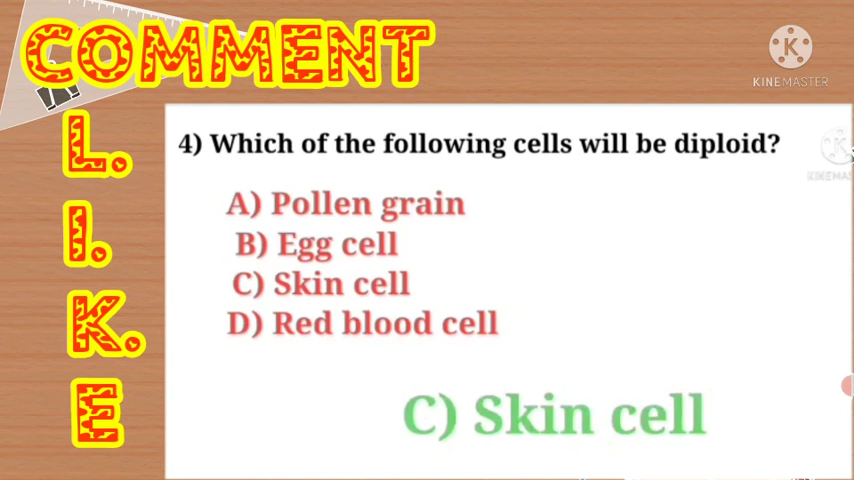 COMMENT
L.
I.
K.
E
KINEMASTER
4) Which of the following cells will be diploid?
KINEMAS
A) Pollen grain
B) Egg cell
C) Skin cell
D) Red blood cell
C) Skin cell